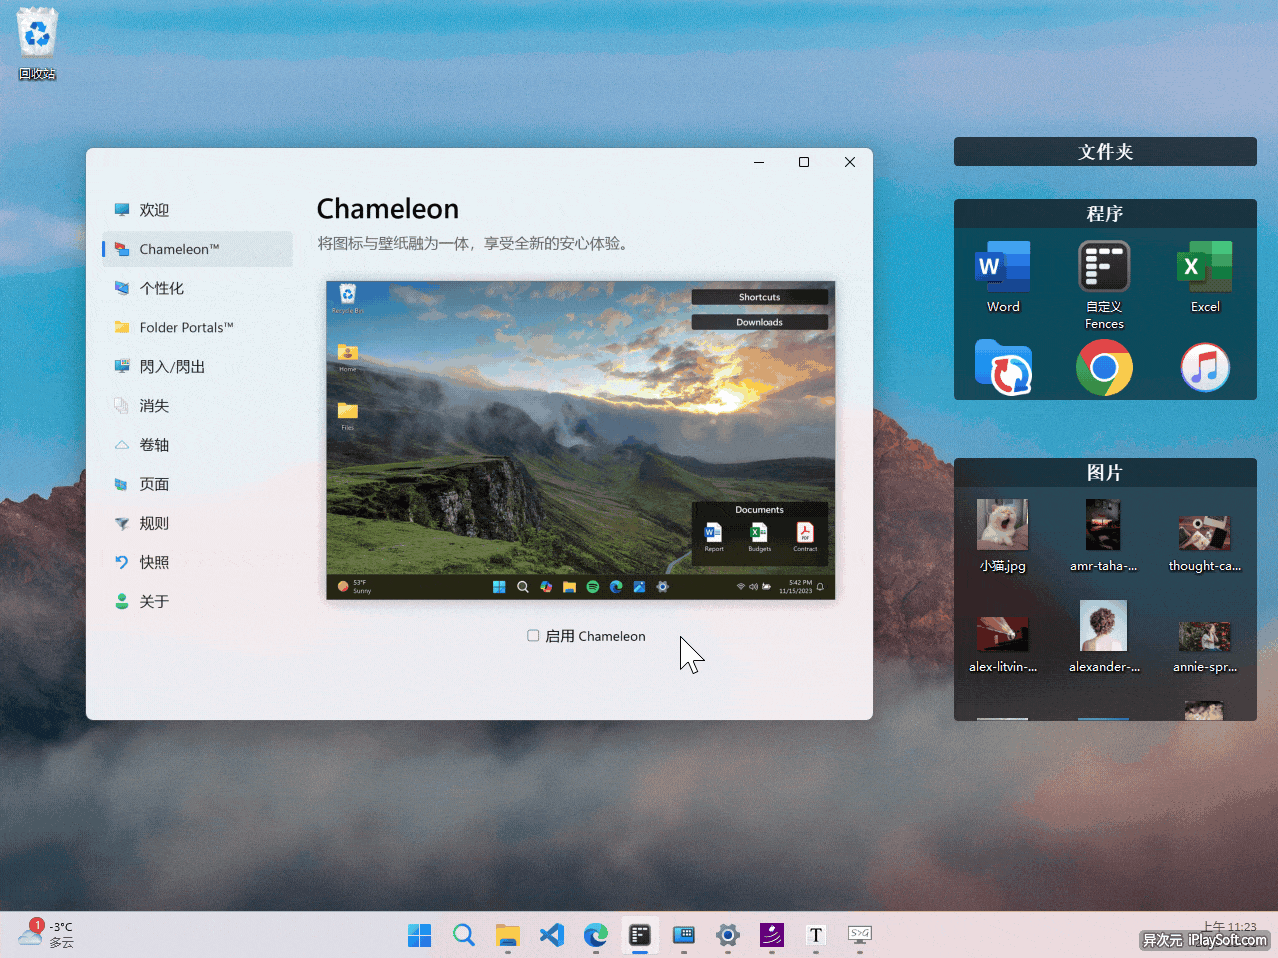 回收站
欢迎
Chameleon™
个性化
Folder Portals™
閃入/閃出
消失
卷轴
页面
规则
快照
关于
Chameleon
将图标与壁纸融为一体，享受全新的安心体验。
Recycle Bin
Home
Files
Shortcuts
Downloads
Documents
Report
Budgets
Contract
53°F
Sunny
5:42 PM
11/15/2023
启用 Chameleon
文件夹
程序
Word
自定义
Fences
Excel
图片
小猫.jpg
amr-taha-...
thought-ca...
alex-litvin-...
alexander-...
annie-spr...
1
-3°C
多云
上午 11:23
异次元 iPlaySoft.com